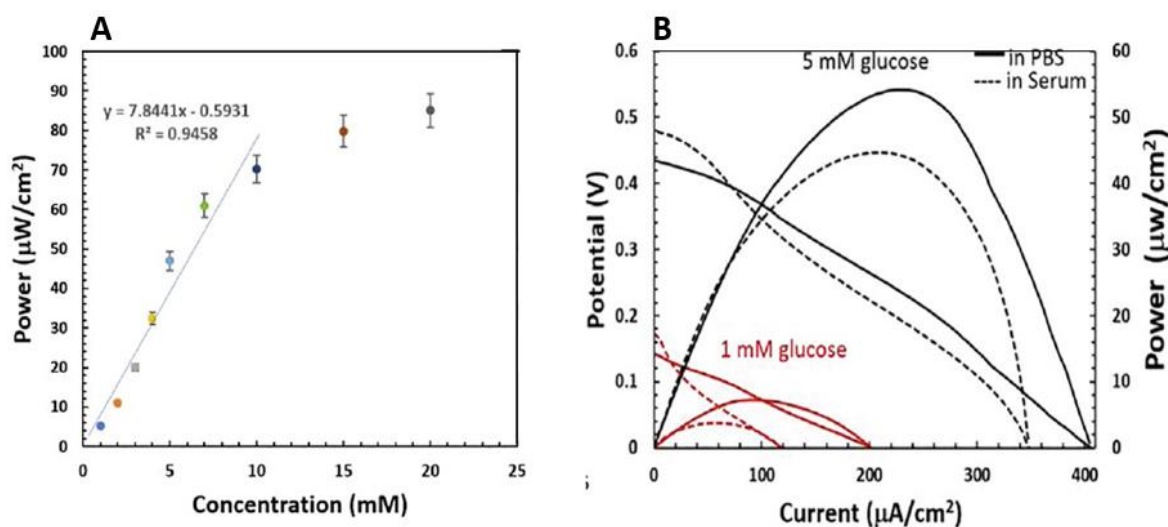 A
100
90
80
70
60
50
40
30
20
10
0
y = 7.8441x - 0.5931
R² = 0.9458
Power (μW/cm²)
0 5 10 15 20 25
Concentration (mM)
B
0.6
0.5
0.4
0.3
0.2
0.1
0
Potential (V)
5 mM glucose
in PBS
in Serum
1 mM glucose
60
50
40
30
20
10
0
Power (μw/cm²)
0 100 200 300 400
Current (μA/cm²)